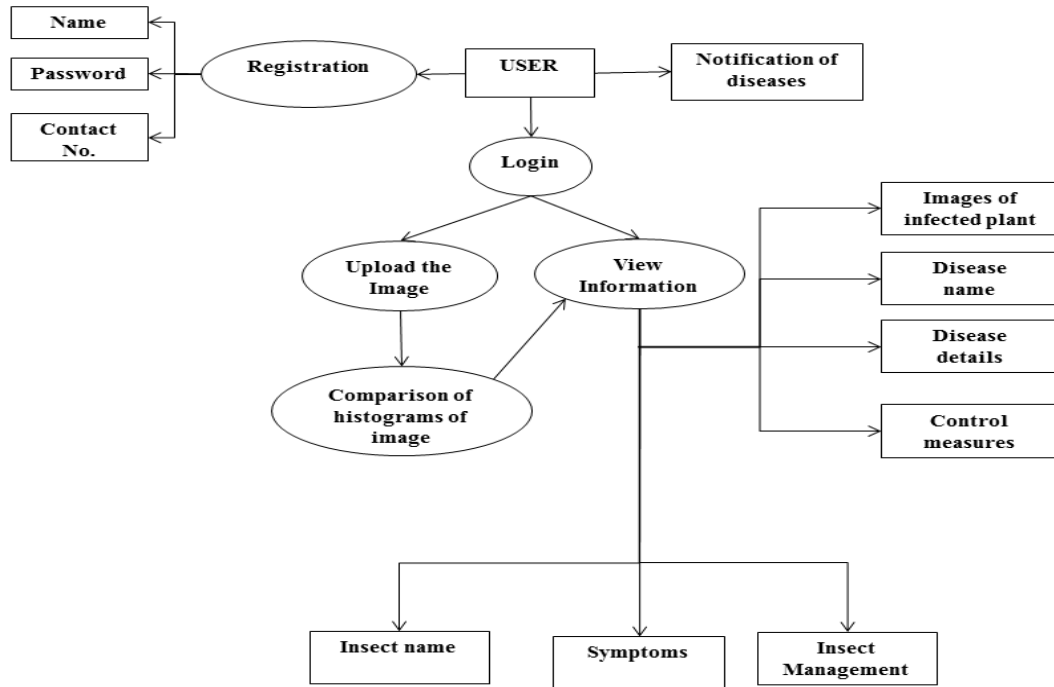 Name
Password
Contact
No.
Registration
USER
Notification of
diseases
Login
Upload the
Image
View
Information
Comparison of
histograms of
image
Images of
infected plant
Disease
name
Disease
details
Control
measures
Insect name
Symptoms
Insect
Management